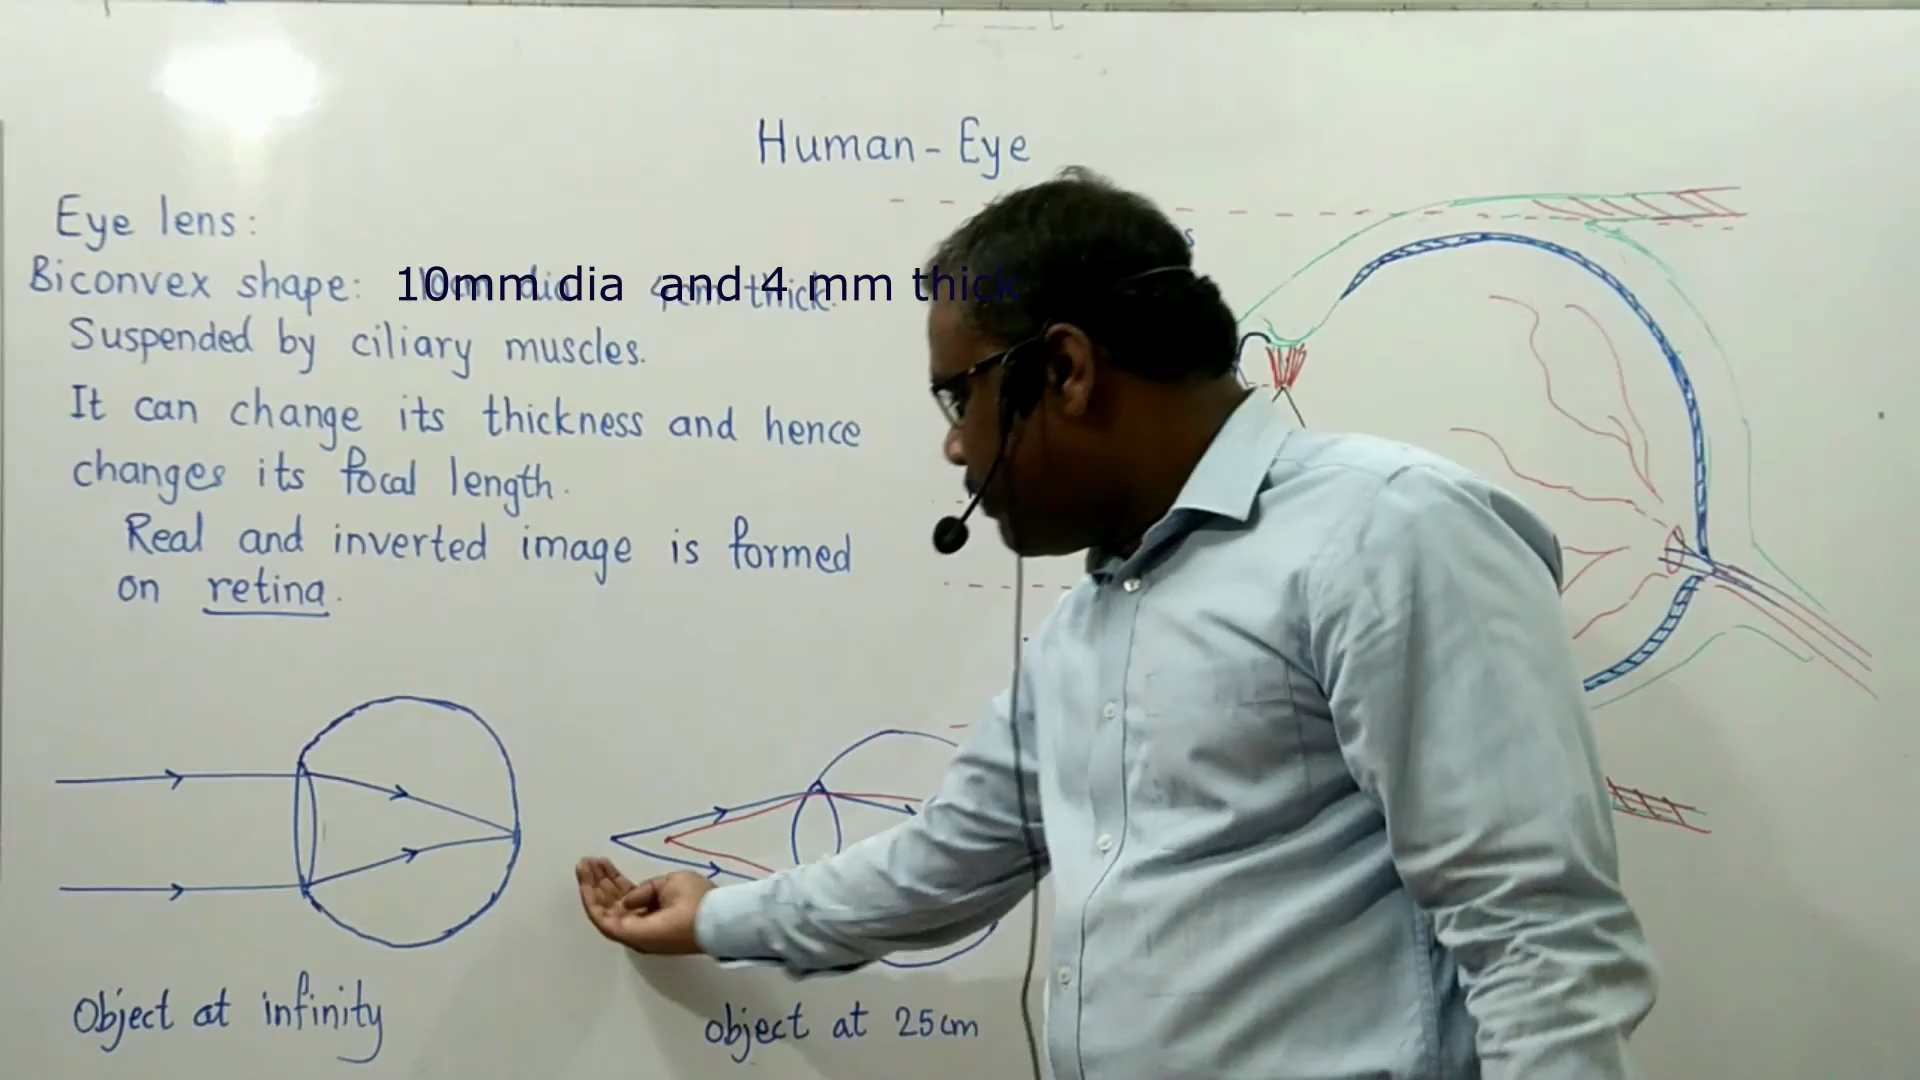 Human - Eye
Eye lens:
Biconvex shape: 10mm dia and 4 mm thick
Suspended by ciliary muscles.
It can change its thickness and hence
changes its focal length.
Real and inverted image is formed
on retina.
Object at infinity
object at 25cm